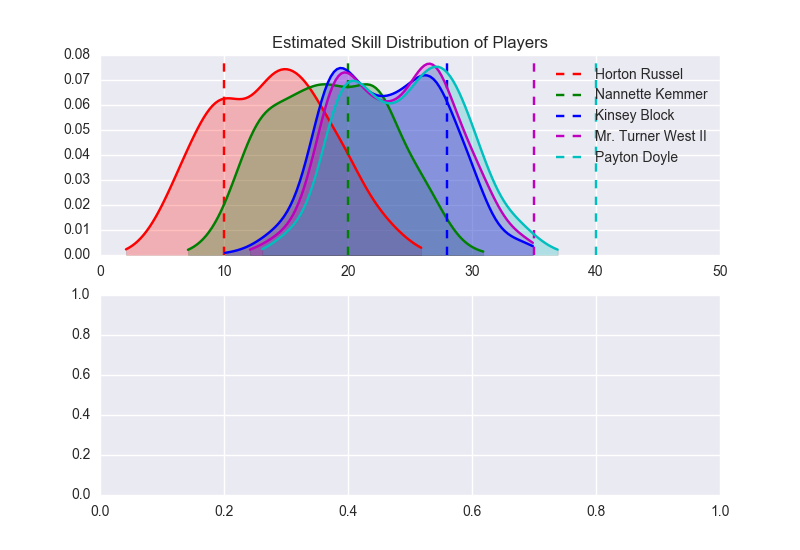 Estimated Skill Distribution of Players
0.08
0.07
0.06
0.05
0.04
0.03
0.02
0.01
0.00
Horton Russel
Nannette Kemmer
Kinsey Block
Mr. Turner West II
Payton Doyle
0 10 20 30 40 50
1.0
0.8
0.6
0.4
0.2
0.0
0.0 0.2 0.4 0.6 0.8 1.0